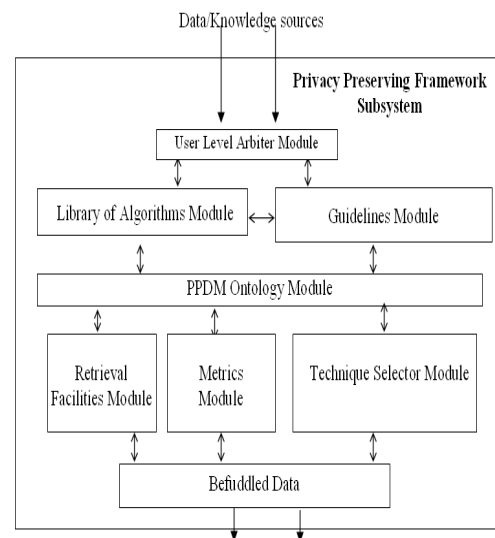 Data/Knowledge sources
Privacy Preserving Framework
Subsystem
User Level Arbiter Module
Library of Algorithms Module
Guidelines Module
PPDM Ontology Module
Retrieval
Facilities Module
Metrics
Module
Technique Selector Module
Befuddled Data